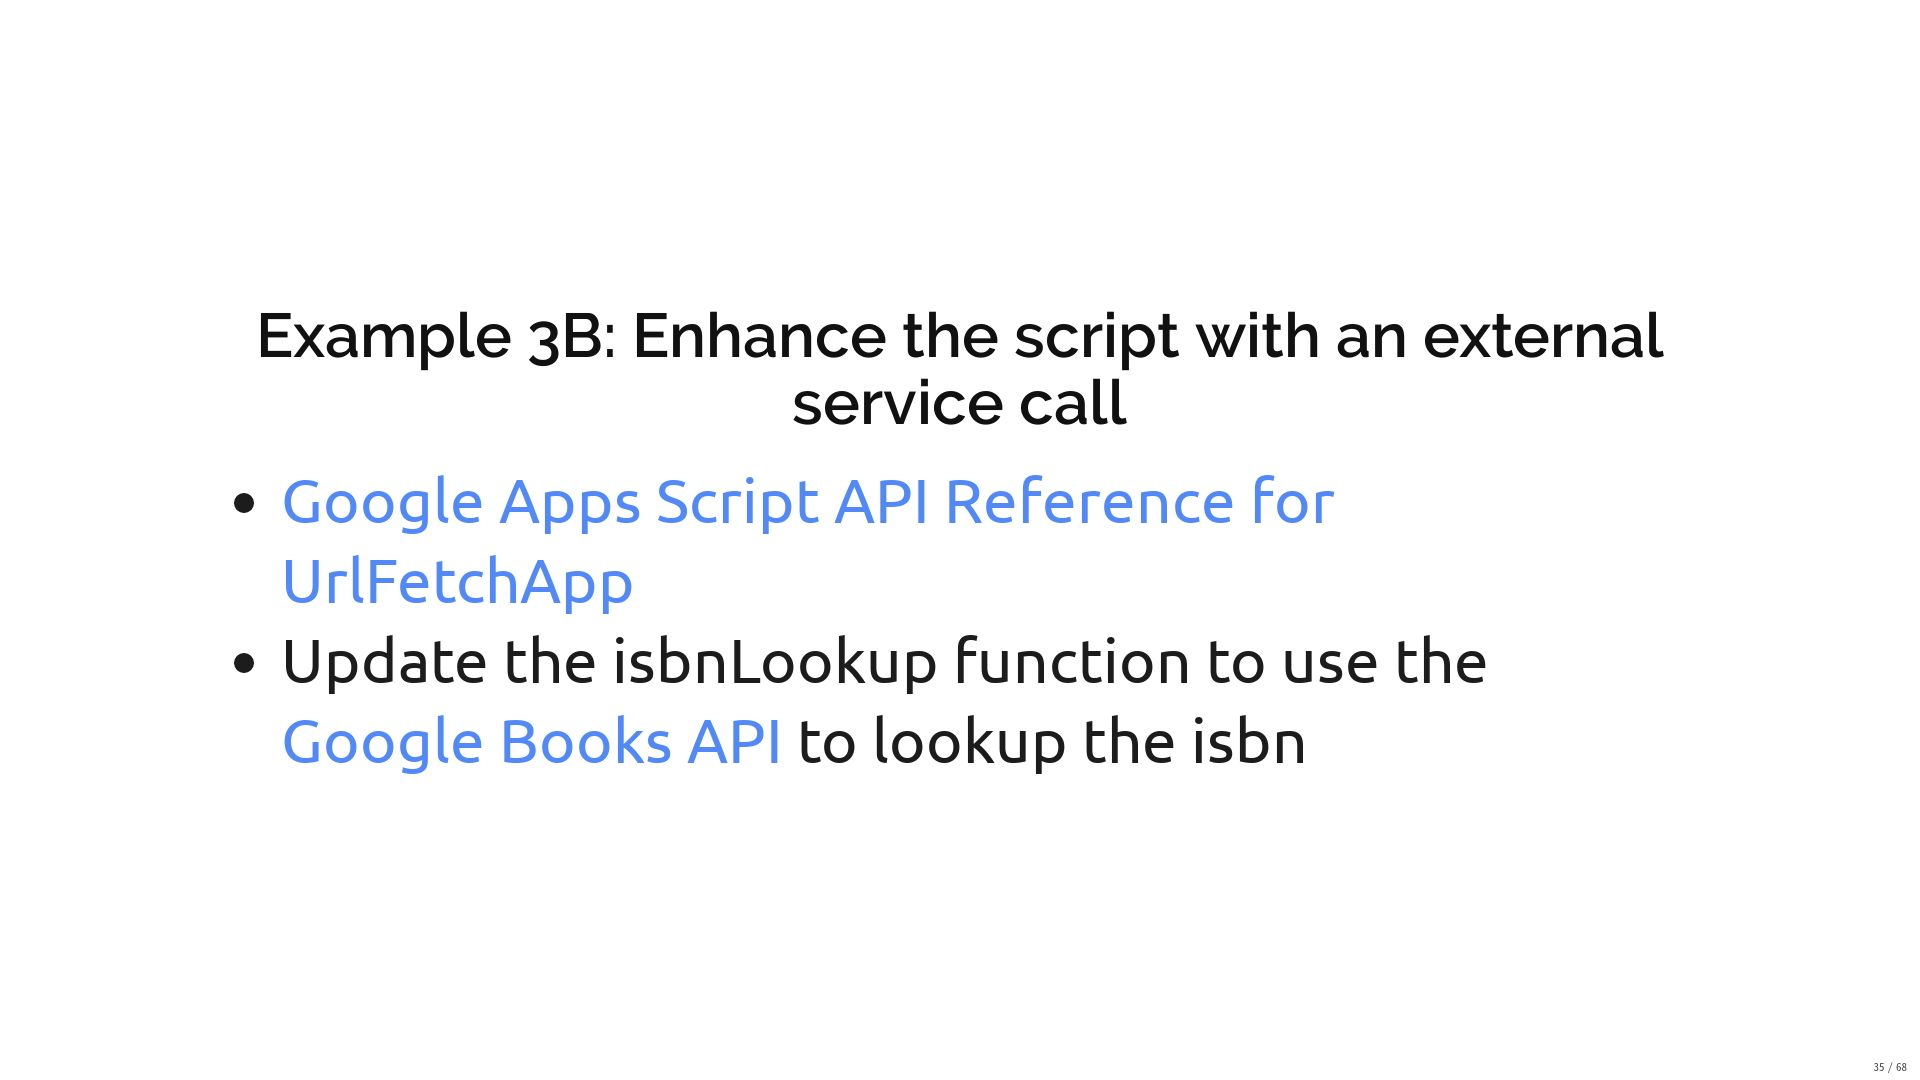 Example 3B: Enhance the script with an external
service call
• Google Apps Script API Reference for
UrlFetchApp
• Update the isbnLookup function to use the
Google Books API to lookup the isbn
35 / 68